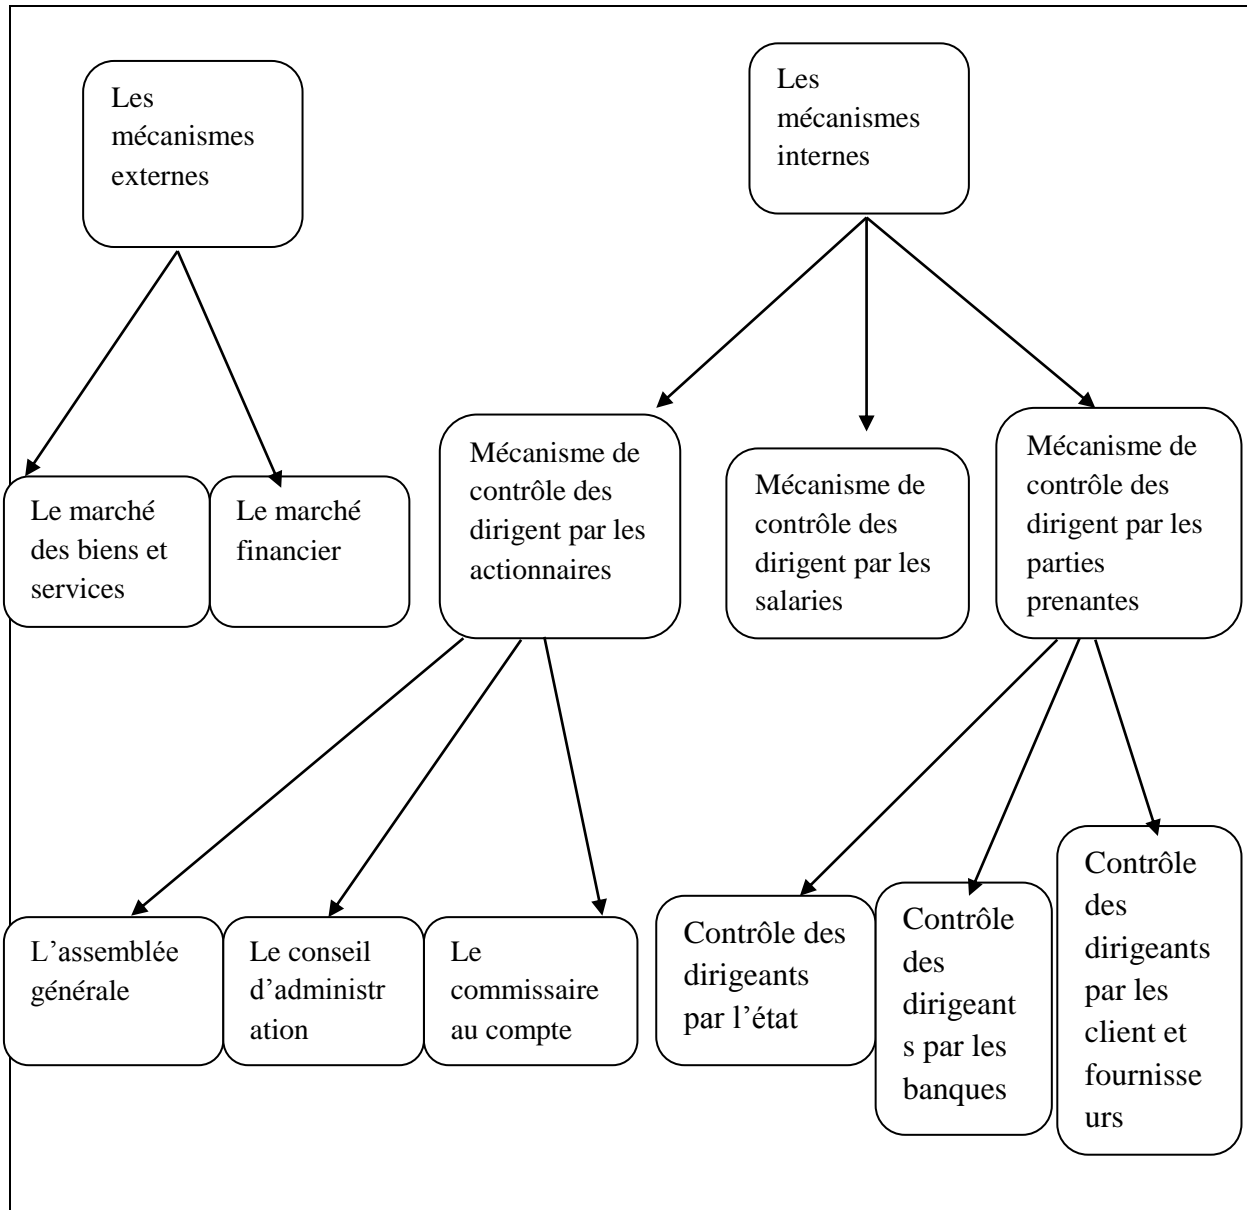 Les
mécanismes
externes
Les
mécanismes
internes
Le marché
des biens et
services
Le marché
financier
Mécanisme de
contrôle des
dirigent par les
actionnaires
Mécanisme de
contrôle des
dirigent par les
salaries
Mécanisme de
contrôle des
dirigent par les
parties
prenantes
L’assemblée
générale
Le conseil
d’administr
ation
Le
commissaire
au compte
Contrôle des
dirigeants
par l’état
Contrôle
des
dirigeant
s par les
banques
Contrôle
des
dirigeants
par les
client et
fournisse
urs